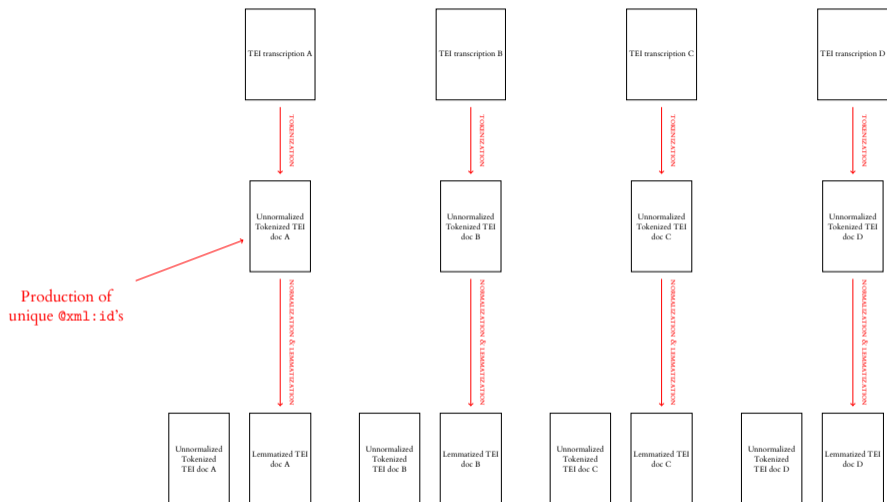 TEI transcription A
TEI transcription B
TEI transcription C
TEI transcription D
TOKENIZATION
TOKENIZATION
TOKENIZATION
TOKENIZATION
Unnormalized
Tokenized TEI
doc A
Unnormalized
Tokenized TEI
doc B
Unnormalized
Tokenized TEI
doc C
Unnormalized
Tokenized TEI
doc D
Production of
unique @xml:id's
NORMALIZATION & LEMMATIZATION
NORMALIZATION & LEMMATIZATION
NORMALIZATION & LEMMATIZATION
NORMALIZATION & LEMMATIZATION
Unnormalized
Tokenized
TEI doc A
Lemmatized TEI
doc A
Unnormalized
Tokenized
TEI doc B
Lemmatized TEI
doc B
Unnormalized
Tokenized
TEI doc C
Lemmatized TEI
doc C
Unnormalized
Tokenized
TEI doc D
Lemmatized TEI
doc D